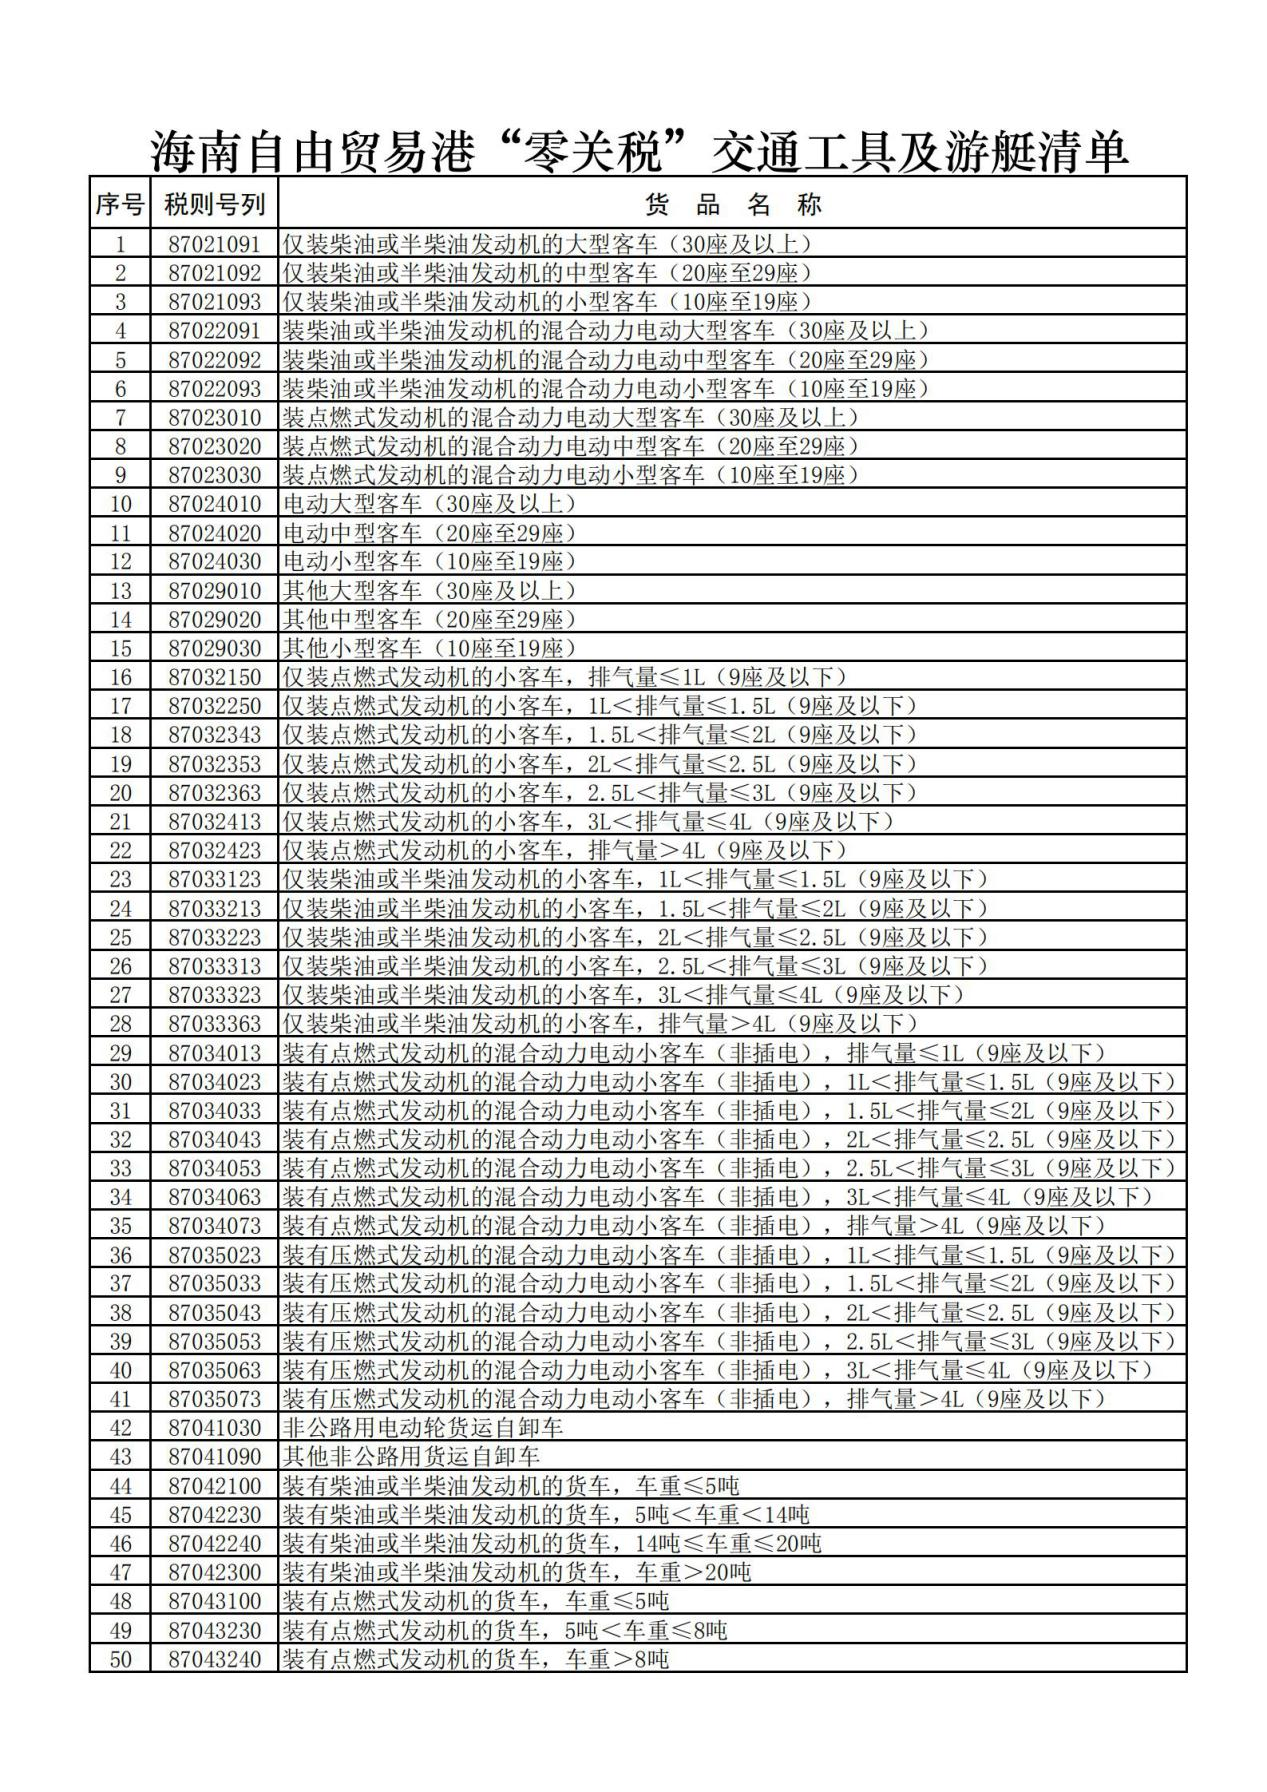 海南自由贸易港“零关税”交通工具及游艇清单
序号 税则号列 货 品 名 称
1 87021091 仅装柴油或半柴油发动机的大型客车（30座及以上）
2 87021092 仅装柴油或半柴油发动机的中型客车（20座至29座）
3 87021093 仅装柴油或半柴油发动机的小型客车（10座至19座）
4 87022091 装柴油或半柴油发动机的混合动力电动大型客车（30座及以上）
5 87022092 装柴油或半柴油发动机的混合动力电动中型客车（20座至29座）
6 87022093 装柴油或半柴油发动机的混合动力电动小型客车（10座至19座）
7 87023010 装点燃式发动机的混合动力电动大型客车（30座及以上）
8 87023020 装点燃式发动机的混合动力电动中型客车（20座至29座）
9 87023030 装点燃式发动机的混合动力电动小型客车（10座至19座）
10 87024010 电动大型客车（30座及以上）
11 87024020 电动中型客车（20座至29座）
12 87024030 电动小型客车（10座至19座）
13 87029010 其他大型客车（30座及以上）
14 87029020 其他中型客车（20座至29座）
15 87029030 其他小型客车（10座至19座）
16 87032150 仅装点燃式发动机的小客车，排气量≤1L（9座及以下）
17 87032250 仅装点燃式发动机的小客车，1L＜排气量≤1.5L（9座及以下）
18 87032343 仅装点燃式发动机的小客车，1.5L＜排气量≤2L（9座及以下）
19 87032353 仅装点燃式发动机的小客车，2L＜排气量≤2.5L（9座及以下）
20 87032363 仅装点燃式发动机的小客车，2.5L＜排气量≤3L（9座及以下）
21 87032413 仅装点燃式发动机的小客车，3L＜排气量≤4L（9座及以下）
22 87032423 仅装点燃式发动机的小客车，排气量＞4L（9座及以下）
23 87033123 仅装柴油或半柴油发动机的小客车，1L＜排气量≤1.5L（9座及以下）
24 87033213 仅装柴油或半柴油发动机的小客车，1.5L＜排气量≤2L（9座及以下）
25 87033223 仅装柴油或半柴油发动机的小客车，2L＜排气量≤2.5L（9座及以下）
26 87033313 仅装柴油或半柴油发动机的小客车，2.5L＜排气量≤3L（9座及以下）
27 87033323 仅装柴油或半柴油发动机的小客车，3L＜排气量≤4L（9座及以下）
28 87033363 仅装柴油或半柴油发动机的小客车，排气量＞4L（9座及以下）
29 87034013 装有点燃式发动机的混合动力电动小客车（非插电），排气量≤1L（9座及以下）
30 87034023 装有点燃式发动机的混合动力电动小客车（非插电），1L＜排气量≤1.5L（9座及以下）
31 87034033 装有点燃式发动机的混合动力电动小客车（非插电），1.5L＜排气量≤2L（9座及以下）
32 87034043 装有点燃式发动机的混合动力电动小客车（非插电），2L＜排气量≤2.5L（9座及以下）
33 87034053 装有点燃式发动机的混合动力电动小客车（非插电），2.5L＜排气量≤3L（9座及以下）
34 87034063 装有点燃式发动机的混合动力电动小客车（非插电），3L＜排气量≤4L（9座及以下）
35 87034073 装有点燃式发动机的混合动力电动小客车（非插电），排气量＞4L（9座及以下）
36 87035023 装有压燃式发动机的混合动力电动小客车（非插电），1L＜排气量≤1.5L（9座及以下）
37 87035033 装有压燃式发动机的混合动力电动小客车（非插电），1.5L＜排气量≤2L（9座及以下）
38 87035043 装有压燃式发动机的混合动力电动小客车（非插电），2L＜排气量≤2.5L（9座及以下）
39 87035053 装有压燃式发动机的混合动力电动小客车（非插电），2.5L＜排气量≤3L（9座及以下）
40 87035063 装有压燃式发动机的混合动力电动小客车（非插电），3L＜排气量≤4L（9座及以下）
41 87035073 装有压燃式发动机的混合动力电动小客车（非插电），排气量＞4L（9座及以下）
42 87041030 非公路用电动轮货运自卸车
43 87041090 其他非公路用货运自卸车
44 87042100 装有柴油或半柴油发动机的货车，车重≤5吨
45 87042230 装有柴油或半柴油发动机的货车，5吨＜车重＜14吨
46 87042240 装有柴油或半柴油发动机的货车，14吨≤车重≤20吨
47 87042300 装有柴油或半柴油发动机的货车，车重＞20吨
48 87043100 装有点燃式发动机的货车，车重≤5吨
49 87043230 装有点燃式发动机的货车，5吨＜车重≤8吨
50 87043240 装有点燃式发动机的货车，车重＞8吨